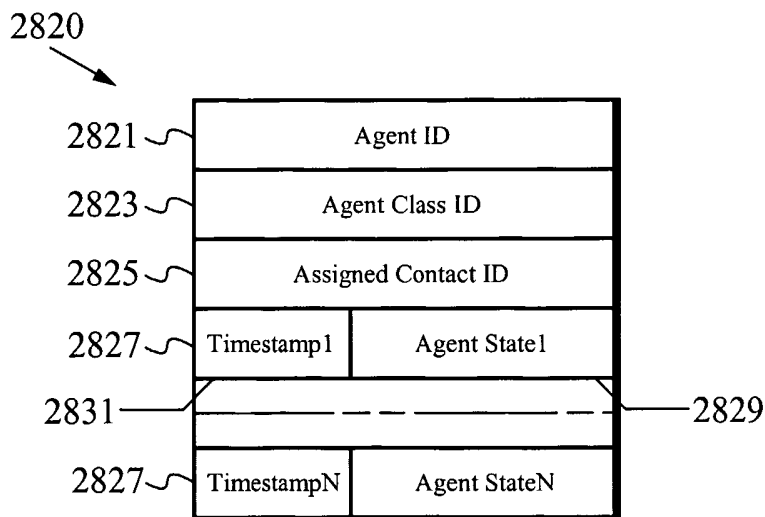 2820
2821 Agent ID
2823 Agent Class ID
2825 Assigned Contact ID
2827 Timestamp1 Agent State1
2831 2829
2827 TimestampN Agent StateN